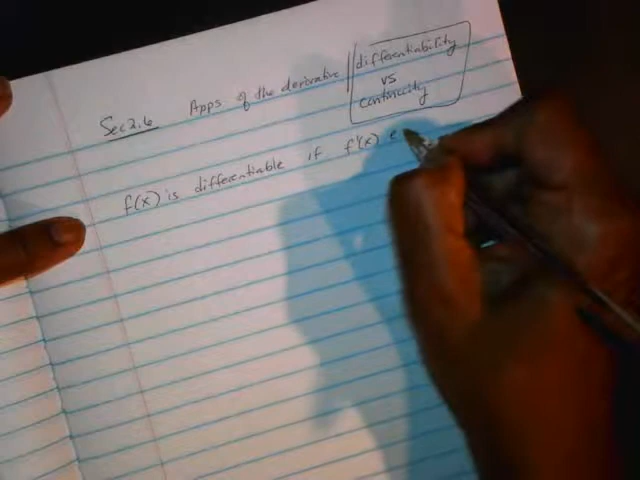 Sec 2.6 Apps of the derivative || differentiability
vs
continuity
f(x) is differentiable if f'(x) e